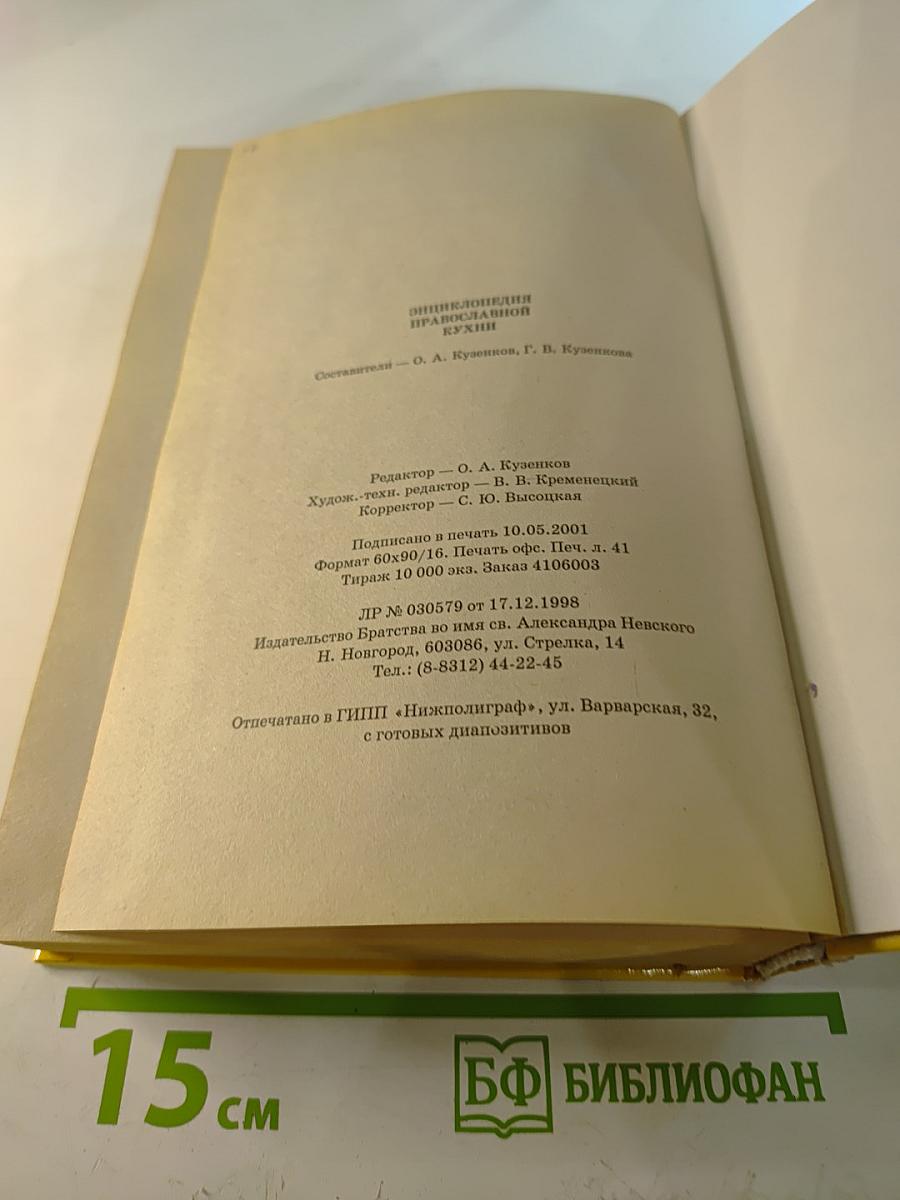 ЭНЦИКЛОПЕДИЯ
ПРАВОСЛАВНОЙ
КУХНИ
Составители — О. А. Кузенков, Г. В. Кузенкова
Редактор — О. А. Кузенков
Худож.-техн. редактор — В. В. Кременецкий
Корректор — С. Ю. Высоцкая
Подписано в печать 10.05.2001
Формат 60х90/16. Печать офс. Печ. л. 41
Тираж 10 000 экз. Заказ 4106003
ЛР № 030579 от 17.12.1998
Издательство Братства во имя св. Александра Невского
Н. Новгород, 603086, ул. Стрелка, 14
Тел.: (8-8312) 44-22-45
Отпечатано в ГИПП «Нижполиграф», ул. Варварская, 32,
с готовых диапозитивов
15 см
БФ БИБЛИОФАН